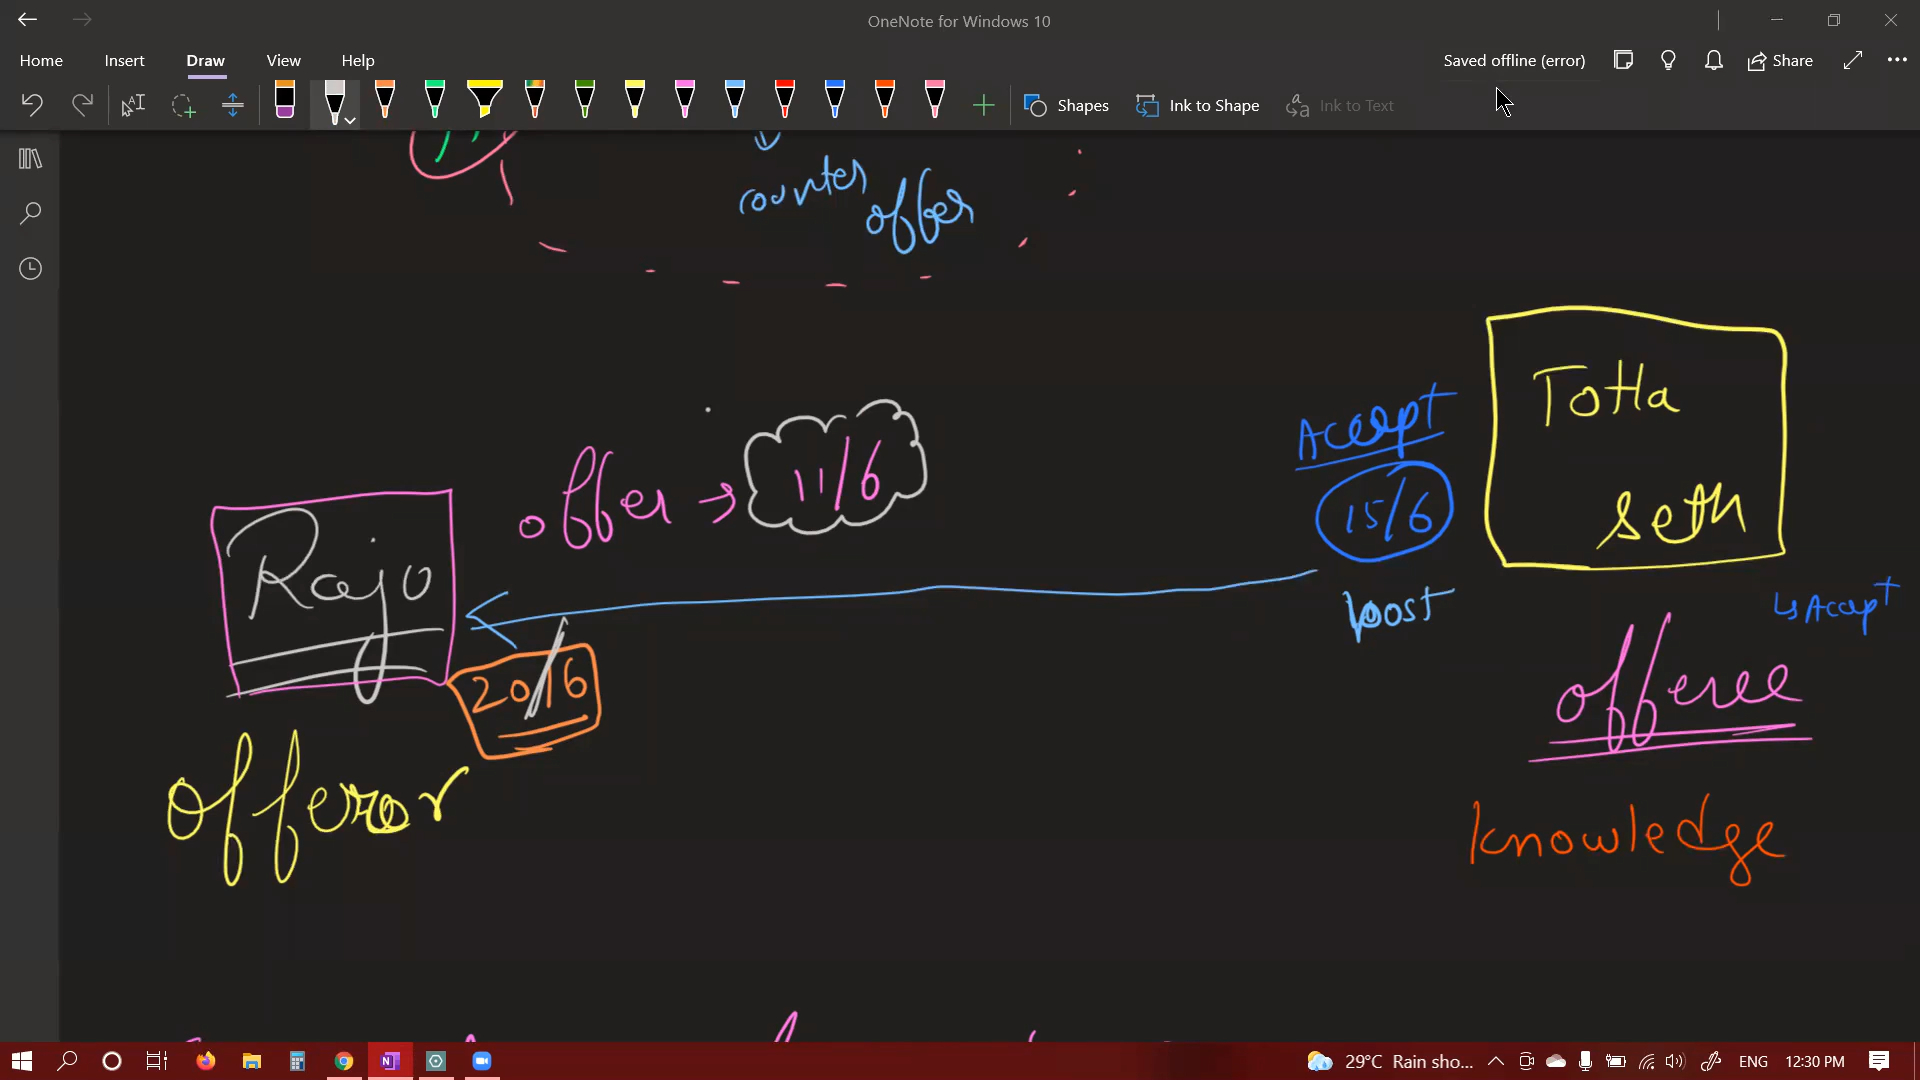 OneNote for Windows 10
Home Insert Draw View Help
Saved offline (error) Share
Shapes Ink to Shape Ink to Text
counter
offer
Totla
seth
Accept
15/6
post
offer → 11/6
Rajo
20/6
↳ Accept
offeree
offeror
knowledge
29°C Rain sho... ENG 12:30 PM